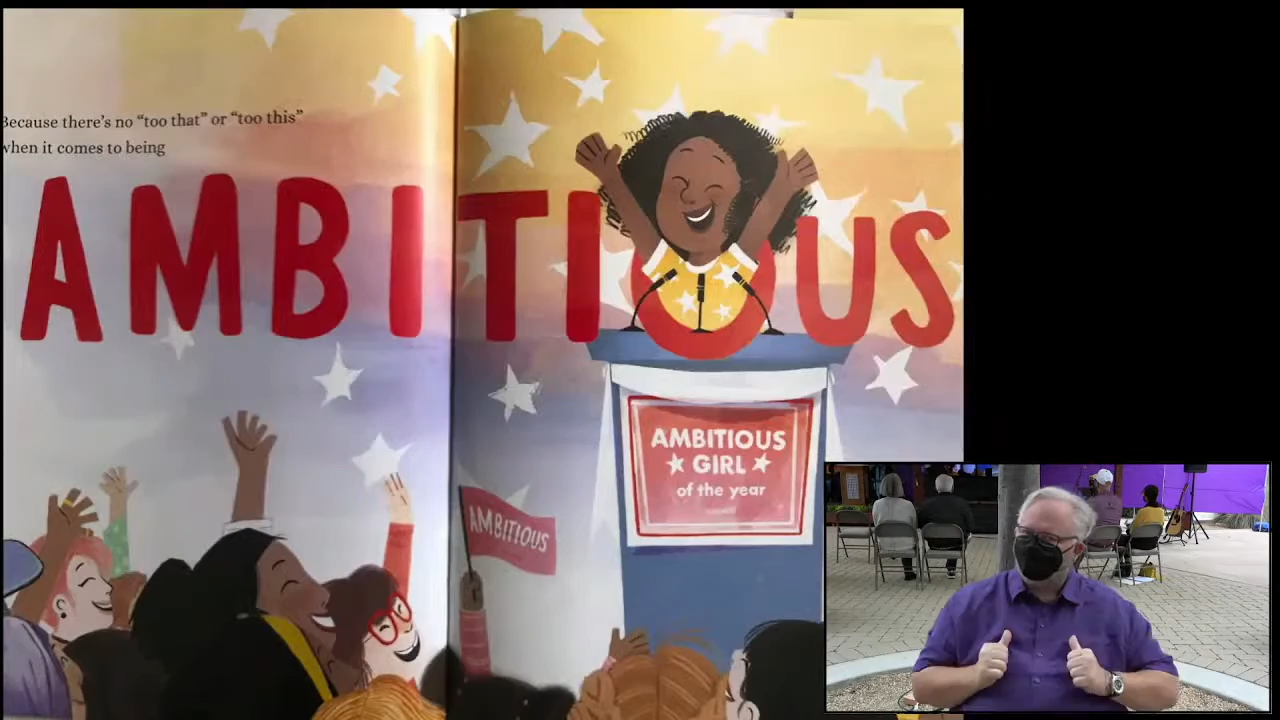 Because there's no "too that" or "too this"
when it comes to being
AMBITIOUS
AMBITIOUS
GIRL
of the year
AMBITIOUS